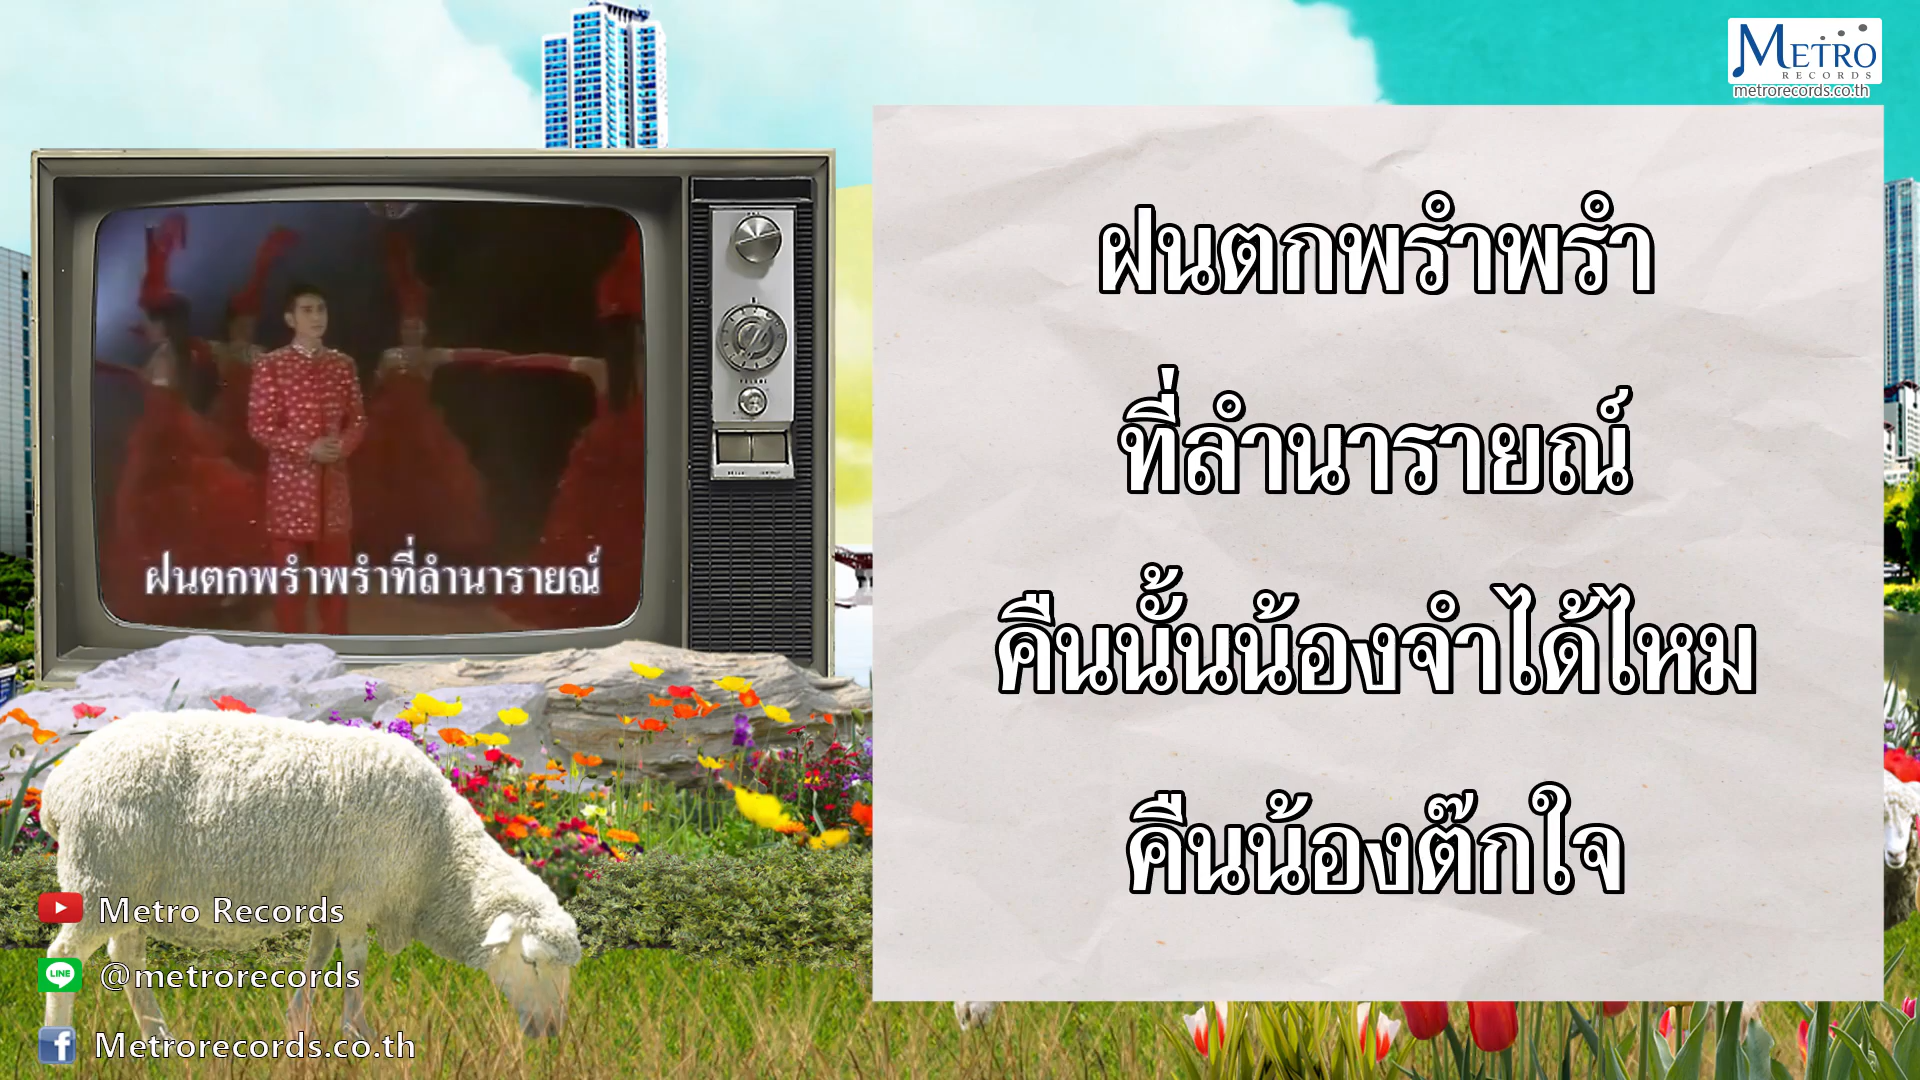 METRO
RECORDS
metrorecords.co.th
ฝนตกพรำพรำ
ที่ลำนารายณ์
คืนนั้นน้องจำได้ไหม
คืนน้องต๊กใจ
ฝนตกพรำพรำที่ลำนารายณ์
Metro Records
LINE @metrorecords
f Metrorecords.co.th